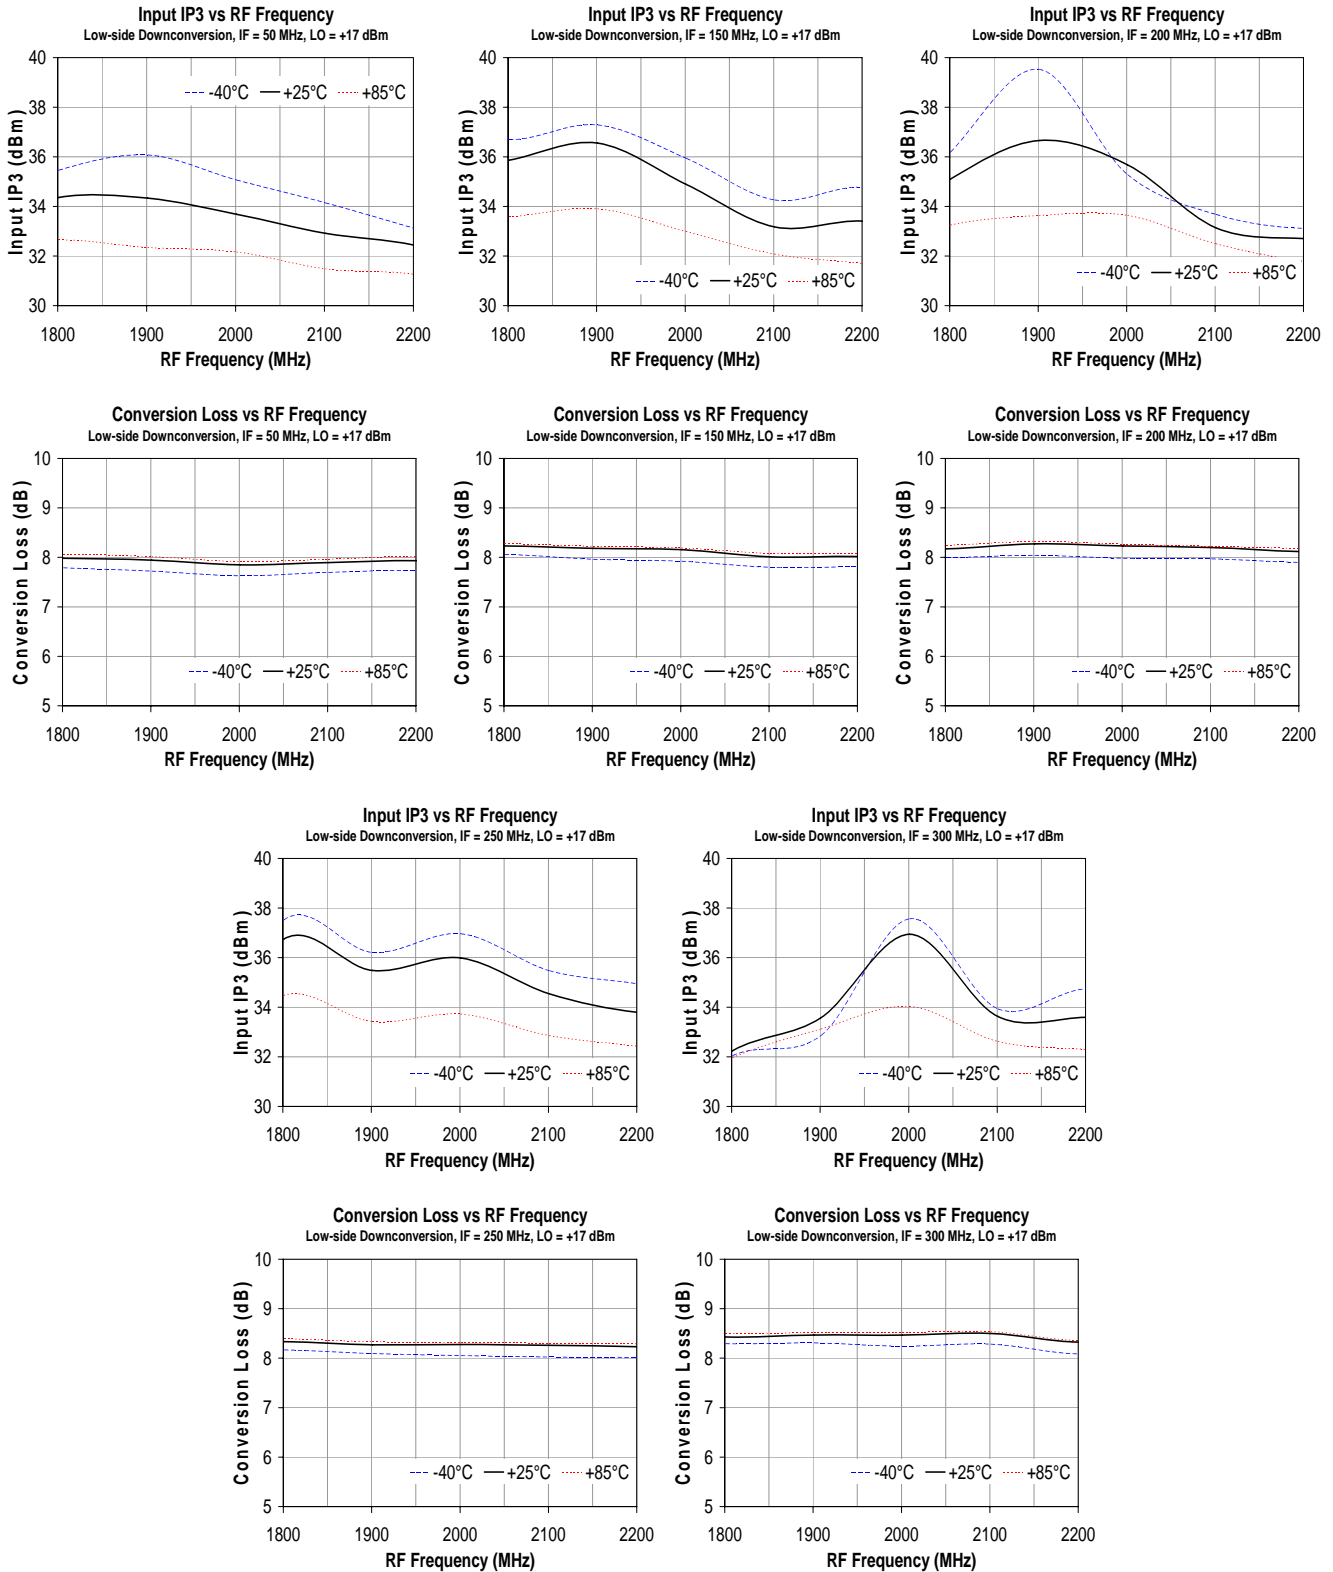 Input IP3 vs RF Frequency
Low-side Downconversion, IF = 50 MHz, LO = +17 dBm
Input IP3 (dBm)
40
38
36
34
32
30
-40°C +25°C +85°C
1800 1900 2000 2100 2200
RF Frequency (MHz)
Input IP3 vs RF Frequency
Low-side Downconversion, IF = 150 MHz, LO = +17 dBm
Input IP3 (dBm)
40
38
36
34
32
30
-40°C +25°C +85°C
1800 1900 2000 2100 2200
RF Frequency (MHz)
Input IP3 vs RF Frequency
Low-side Downconversion, IF = 200 MHz, LO = +17 dBm
Input IP3 (dBm)
40
38
36
34
32
30
-40°C +25°C +85°C
1800 1900 2000 2100 2200
RF Frequency (MHz)
Conversion Loss vs RF Frequency
Low-side Downconversion, IF = 50 MHz, LO = +17 dBm
Conversion Loss (dB)
10
9
8
7
6
5
-40°C +25°C +85°C
1800 1900 2000 2100 2200
RF Frequency (MHz)
Conversion Loss vs RF Frequency
Low-side Downconversion, IF = 150 MHz, LO = +17 dBm
Conversion Loss (dB)
10
9
8
7
6
5
-40°C +25°C +85°C
1800 1900 2000 2100 2200
RF Frequency (MHz)
Conversion Loss vs RF Frequency
Low-side Downconversion, IF = 200 MHz, LO = +17 dBm
Conversion Loss (dB)
10
9
8
7
6
5
-40°C +25°C +85°C
1800 1900 2000 2100 2200
RF Frequency (MHz)
Input IP3 vs RF Frequency
Low-side Downconversion, IF = 250 MHz, LO = +17 dBm
Input IP3 (dBm)
40
38
36
34
32
30
-40°C +25°C +85°C
1800 1900 2000 2100 2200
RF Frequency (MHz)
Input IP3 vs RF Frequency
Low-side Downconversion, IF = 300 MHz, LO = +17 dBm
Input IP3 (dBm)
40
38
36
34
32
30
-40°C +25°C +85°C
1800 1900 2000 2100 2200
RF Frequency (MHz)
Conversion Loss vs RF Frequency
Low-side Downconversion, IF = 250 MHz, LO = +17 dBm
Conversion Loss (dB)
10
9
8
7
6
5
-40°C +25°C +85°C
1800 1900 2000 2100 2200
RF Frequency (MHz)
Conversion Loss vs RF Frequency
Low-side Downconversion, IF = 300 MHz, LO = +17 dBm
Conversion Loss (dB)
10
9
8
7
6
5
-40°C +25°C +85°C
1800 1900 2000 2100 2200
RF Frequency (MHz)